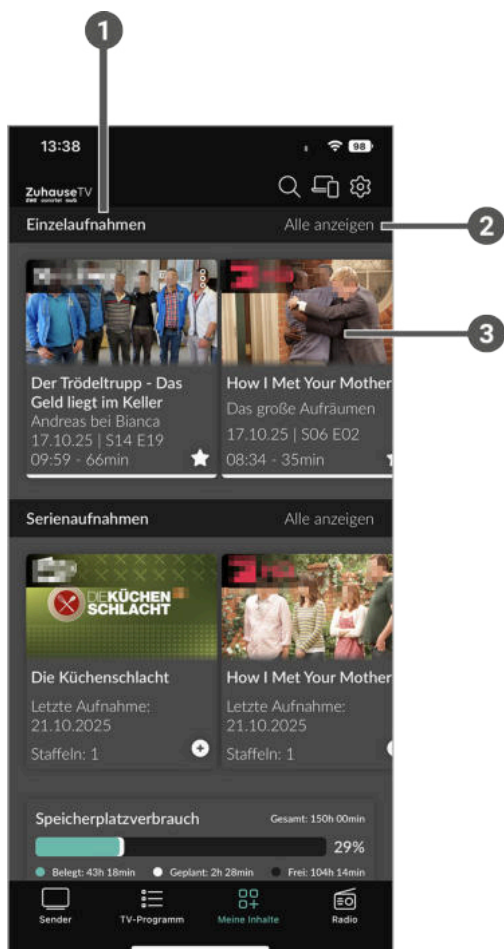 1
13:38
98
ZuhauseTV
EWE swb
2
Einzelaufnahmen
Alle anzeigen
3
Der Trödeltrupp - Das
Geld liegt im Keller
Andreas bei Bianca
17.10.25 | S14 E19
09:59 - 66min
How I Met Your Mother
Das große Aufräumen
17.10.25 | S06 E02
08:34 - 35min
Serienaufnahmen
Alle anzeigen
DIE KÜCHEN
SCHLACHT
Die Küchenschlacht
Letzte Aufnahme:
21.10.2025
Staffeln: 1
How I Met Your Mother
Letzte Aufnahme:
21.10.2025
Staffeln: 1
Speicherplatzverbrauch
Gesamt: 150h 00min
29%
Belegt: 43h 18min
Geplant: 2h 28min
Frei: 104h 14min
Sender
TV-Programm
Meine Inhalte
Radio